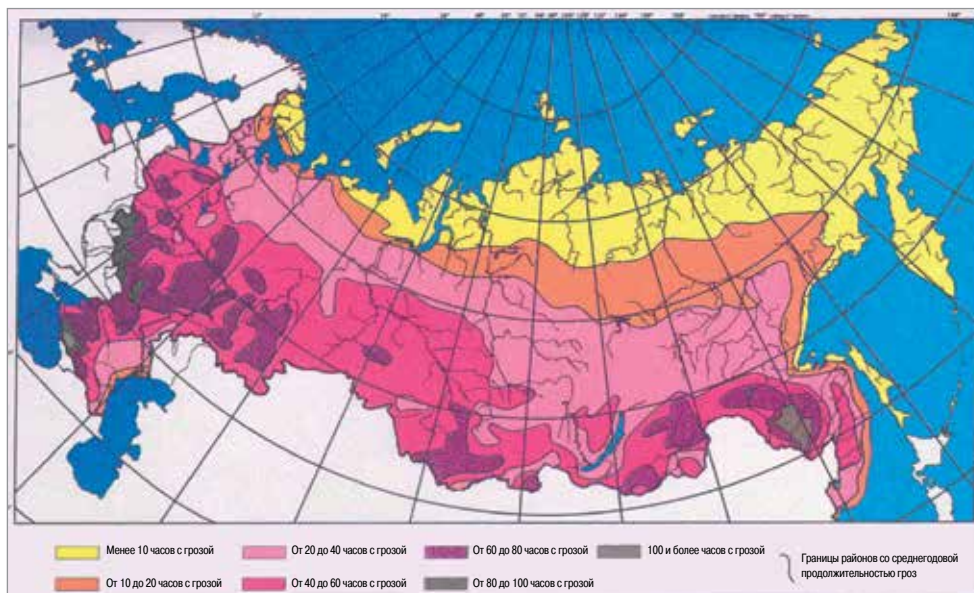 Менее 10 часов с грозой
От 20 до 40 часов с грозой
От 60 до 80 часов с грозой
100 и более часов с грозой
Границы районов со среднегодовой
продолжительностью гроз
От 10 до 20 часов с грозой
От 40 до 60 часов с грозой
От 80 до 100 часов с грозой